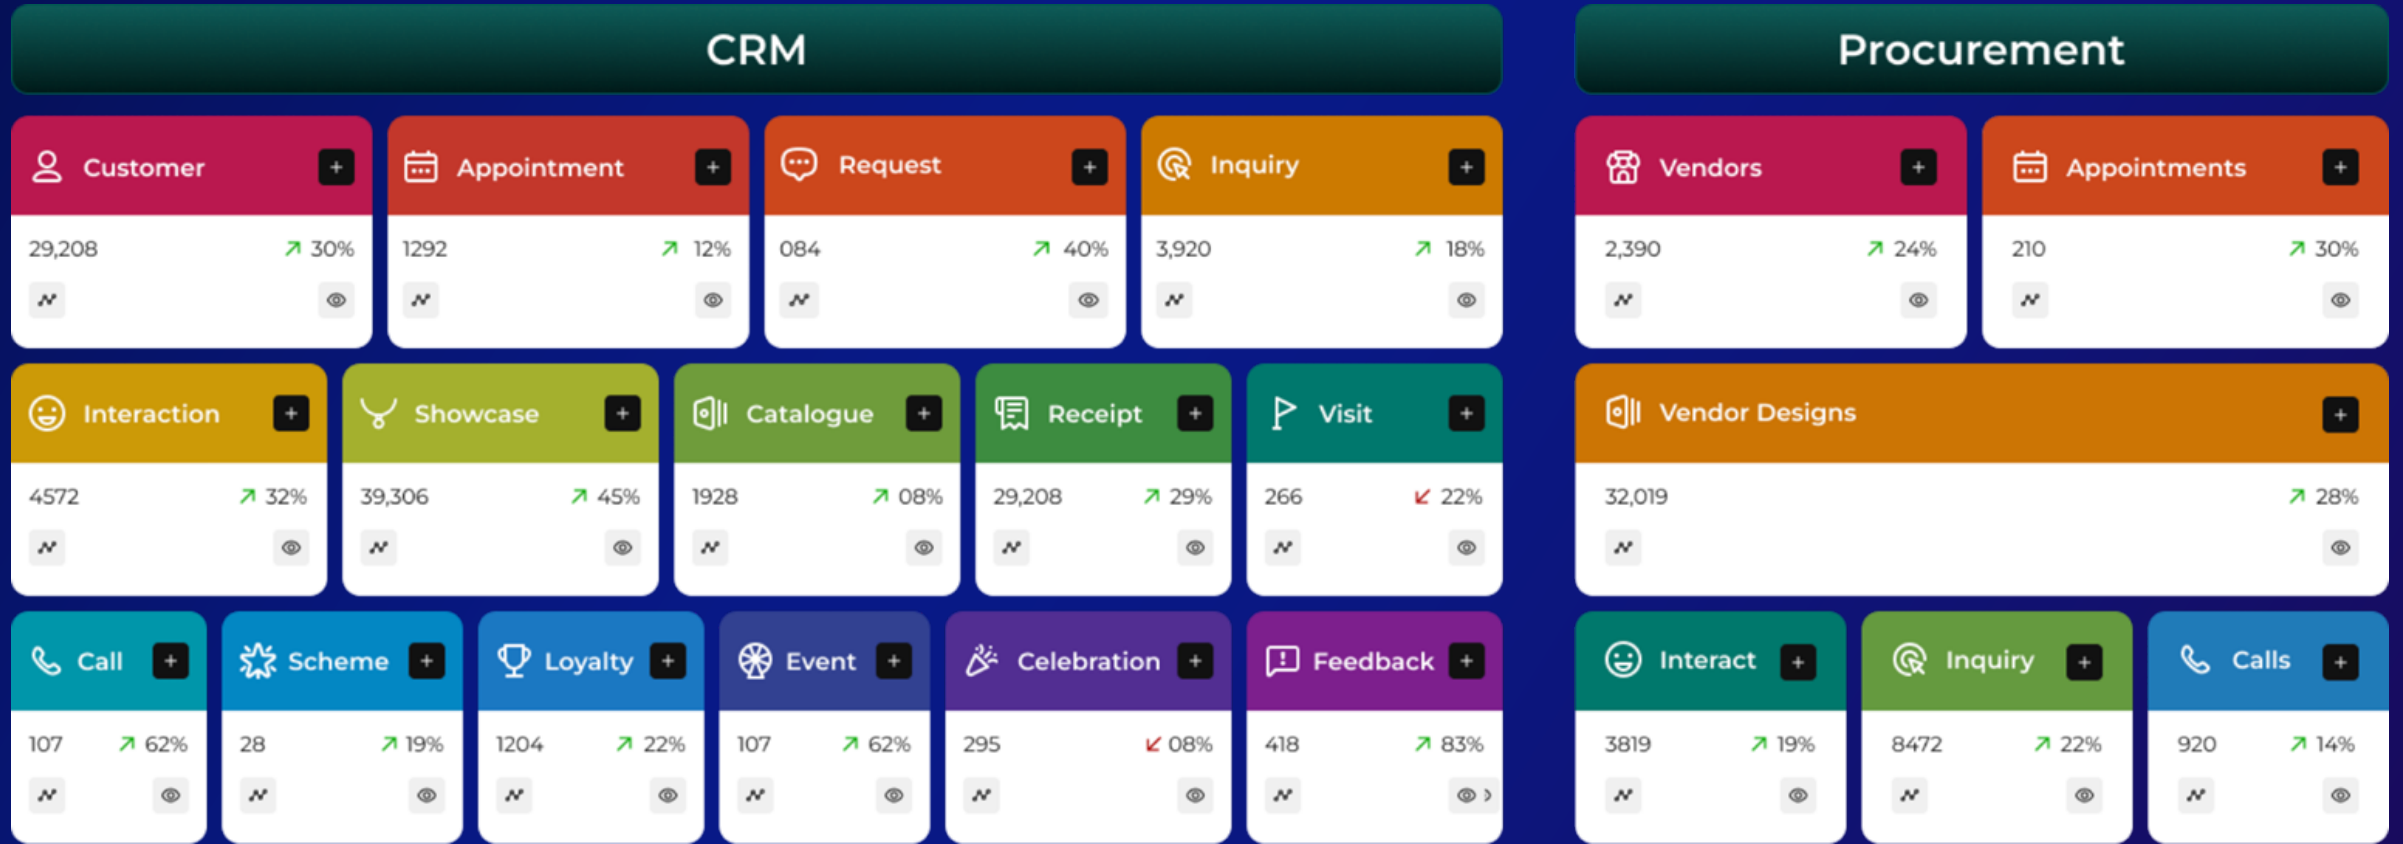 CRM
Procurement
Customer
Appointment
Request
Inquiry
Vendors
Appointments
29,208 30%
1292 12%
084 40%
3,920 18%
2,390 24%
210 30%
Interaction
Showcase
Catalogue
Receipt
Visit
Vendor Designs
4572 32%
39,306 45%
1928 08%
29,208 29%
266 22%
32,019 28%
Call
Scheme
Loyalty
Event
Celebration
Feedback
Interact
Inquiry
Calls
107 62%
28 19%
1204 22%
107 62%
295 08%
418 83%
3819 19%
8472 22%
920 14%